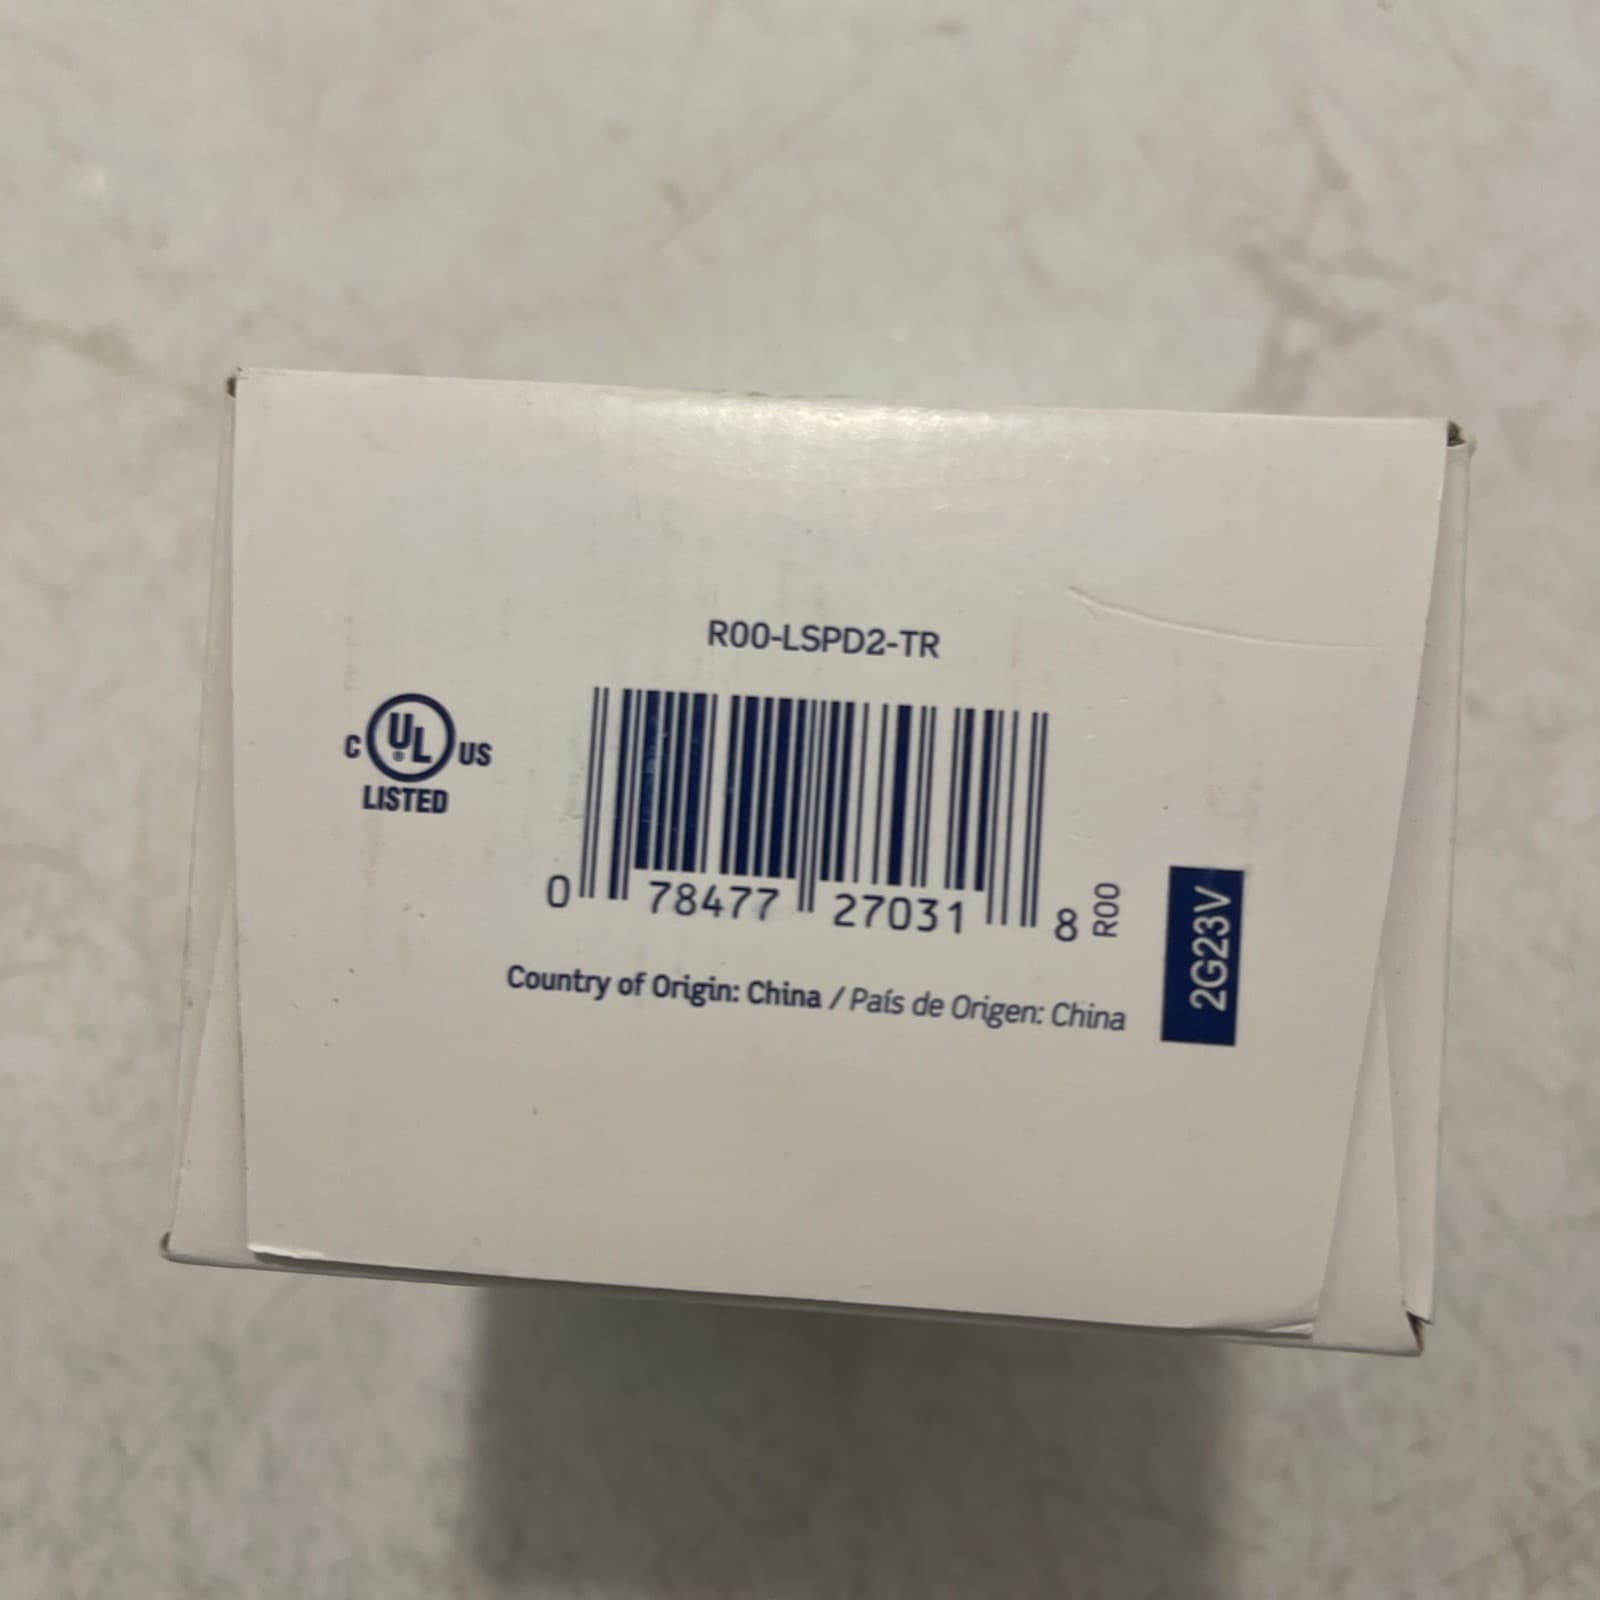 R00-LSPD2-TR
C UL® US
LISTED
0 78477 27031 8
R00
2G23V
Country of Origin: China / País de Origen: China